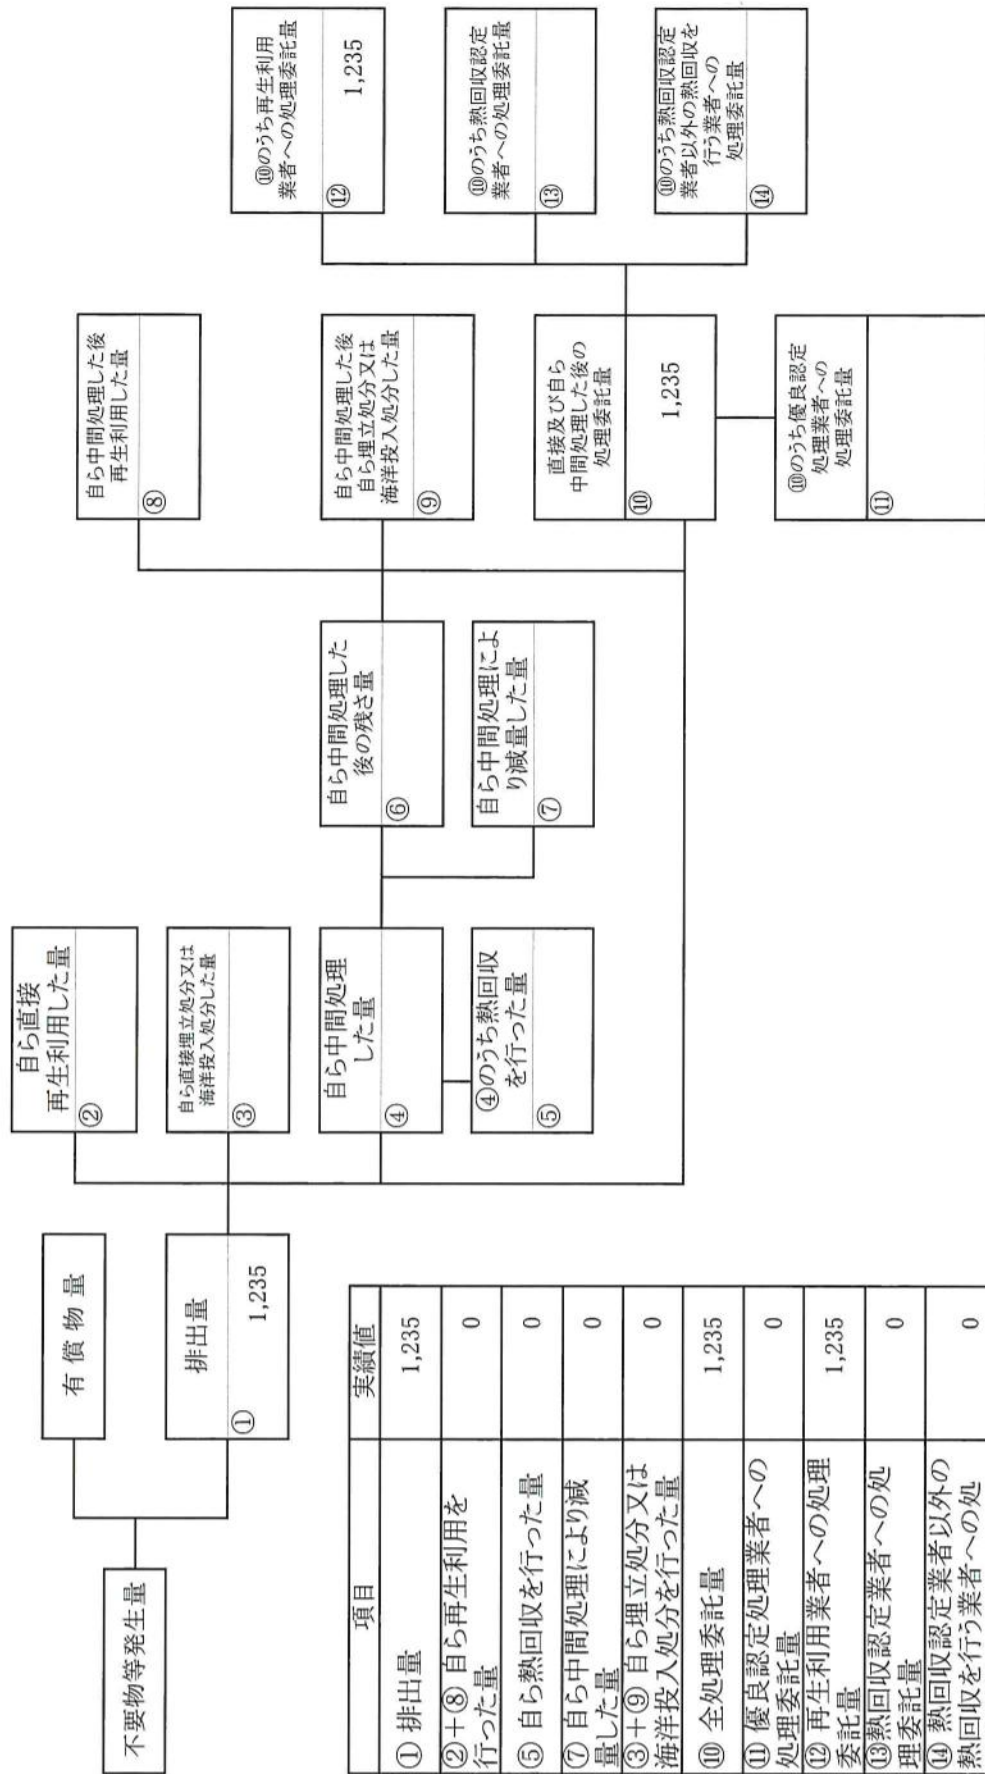 不要物等発生量
有償物量
排出量
①
1,235
自ら直接
再生利用した量
②
自ら直接埋立処分又は
海洋投入処分した量
③
自ら中間処理
した量
④
④のうち熱回収
を行った量
⑤
自ら中間処理した
後の残さ量
⑥
自ら中間処理によ
り減量した量
⑦
自ら中間処理した後
再生利用した量
⑧
自ら中間処理した後
自ら埋立処分又は
海洋投入処分した量
⑨
直接及び自ら
中間処理した後の
処理委託量
⑩
1,235
⑩のうち優良認定
処理業者への
処理委託量
⑪
⑩のうち再生利用
業者への処理委託量
⑫
1,235
⑩のうち熱回収認定
業者への処理委託量
⑬
⑩のうち熱回収認定
業者以外の熱回収を
行う業者への
処理委託量
⑭
項目 実績値
① 排出量 1,235
②+⑧ 自ら再生利用を
行った量 0
⑤ 自ら熱回収を行った量 0
⑦ 自ら中間処理により減
量した量 0
③+⑨ 自ら埋立処分又は
海洋投入処分を行った量 0
⑩ 全処理委託量 1,235
⑪ 優良認定処理業者への
処理委託量 0
⑫ 再生利用業者への処理
委託量 1,235
⑬熱回収認定業者への処
理委託量 0
⑭ 熱回収認定業者以外の
熱回収を行う業者への処 0